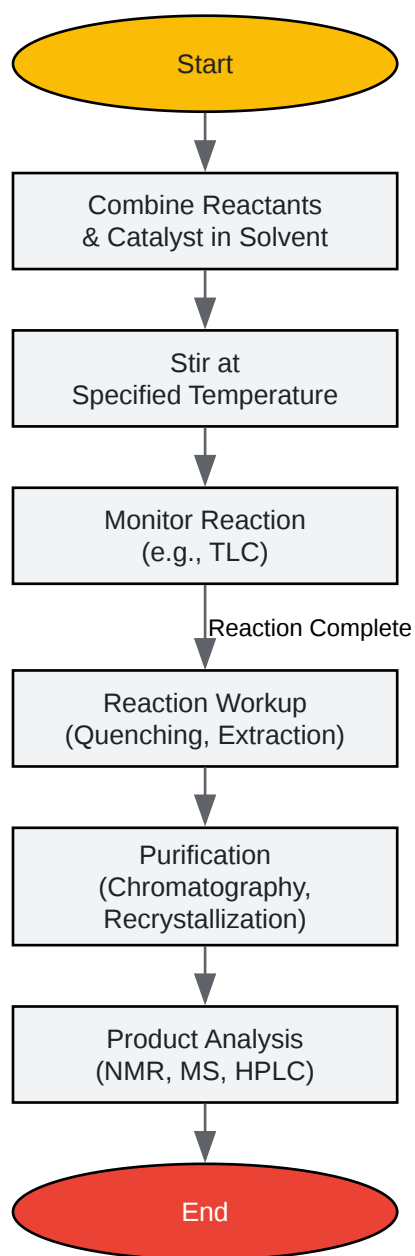 Start
Combine Reactants
& Catalyst in Solvent
Stir at
Specified Temperature
Monitor Reaction
(e.g., TLC)
Reaction Complete
Reaction Workup
(Quenching, Extraction)
Purification
(Chromatography,
Recrystallization)
Product Analysis
(NMR, MS, HPLC)
End